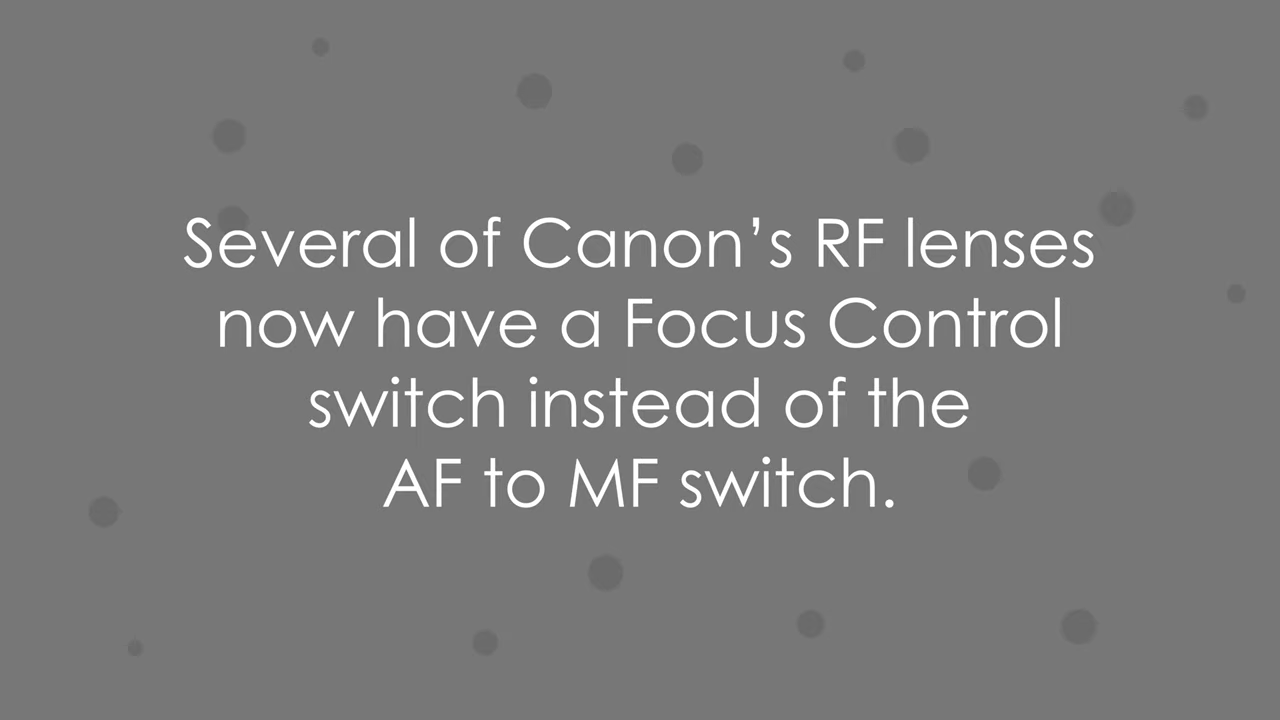 Several of Canon’s RF lenses
now have a Focus Control
switch instead of the
AF to MF switch.